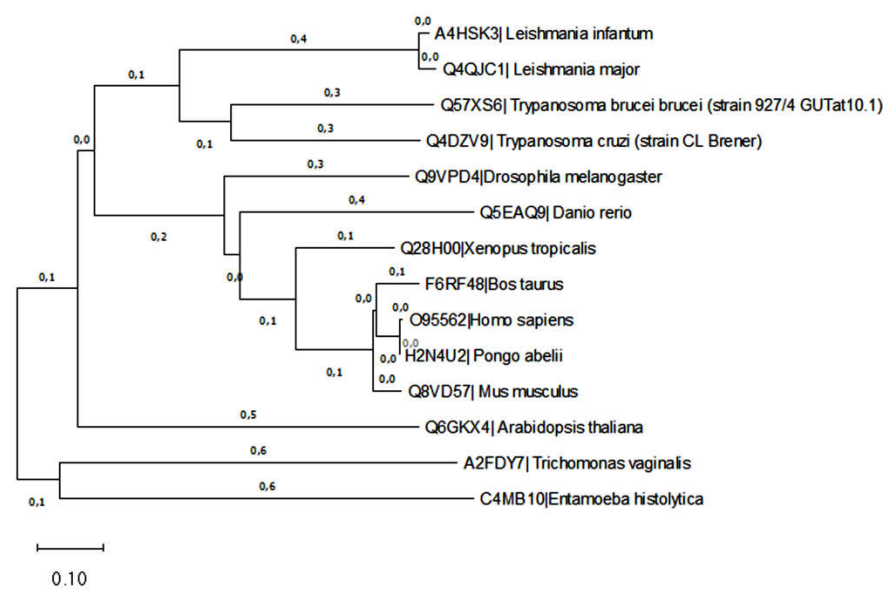 0,0
A4HSK3| Leishmania infantum
0,4
0,0
Q4QJC1| Leishmania major
0,1
0,3
Q57XS6| Trypanosoma brucei brucei (strain 927/4 GUTat10.1)
0,1
0,3
Q4DZV9| Trypanosoma cruzi (strain CL Brener)
0,0
0,3
Q9VPD4|Drosophila melanogaster
0,4
Q5EAQ9| Danio rerio
0,2
0,1
Q28H00|Xenopus tropicalis
0,0
0,1
0,1
F6RF48|Bos taurus
0,0
0,0
O95562|Homo sapiens
0,1
0,0
0,0
H2N4U2| Pongo abelii
0,1
0,0
Q8VD57| Mus musculus
0,5
Q6GKX4| Arabidopsis thaliana
0,6
A2FDY7| Trichomonas vaginalis
0,1
0,6
C4MB10|Entamoeba histolytica
0.10